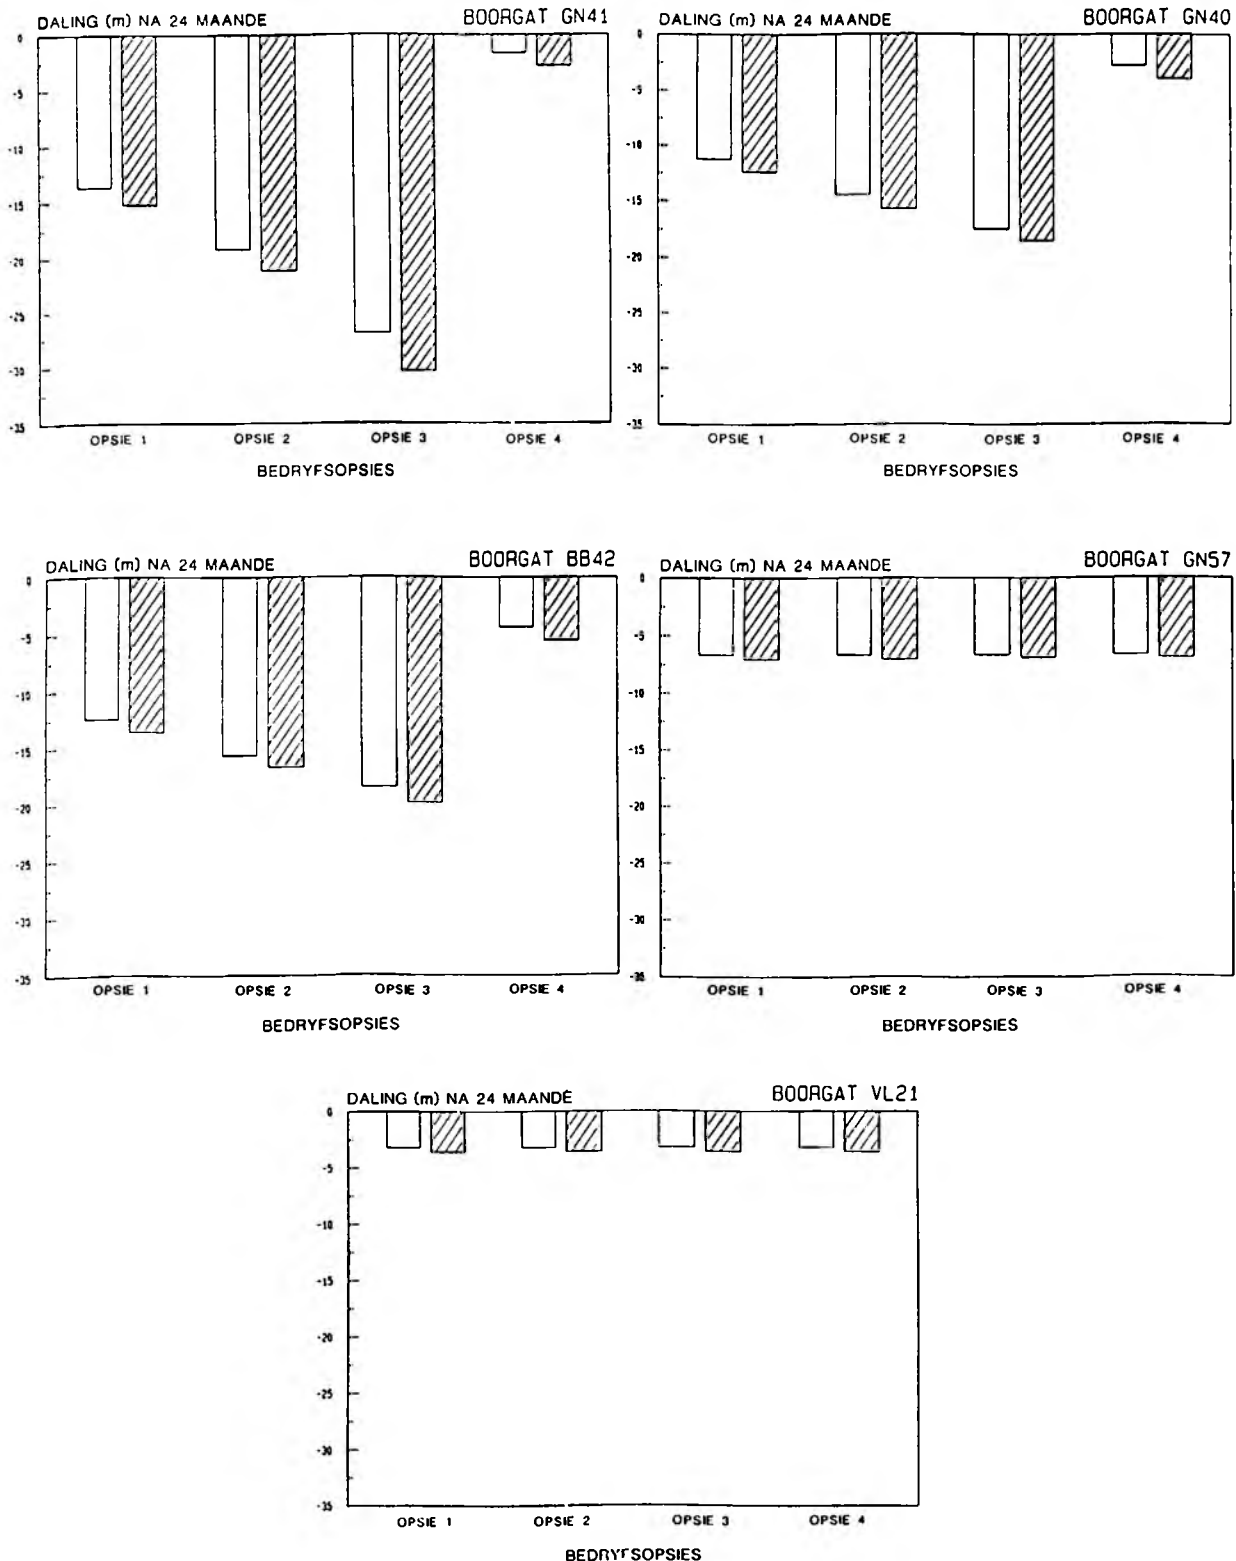 DALING (m) NA 24 MAANDE BOORGAT GN41
0
-5
-10
-15
-20
-25
-30
-35
OPSIE 1 OPSIE 2 OPSIE 3 OPSIE 4
BEDRYFSOPSIES
DALING (m) NA 24 MAANDE BOORGAT GN40
0
-5
-10
-15
-20
-25
-30
-35
OPSIE 1 OPSIE 2 OPSIE 3 OPSIE 4
BEDRYFSOPSIES
DALING (m) NA 24 MAANDE BOORGAT BB42
0
-5
-10
-15
-20
-25
-30
-35
OPSIE 1 OPSIE 2 OPSIE 3 OPSIE 4
BEDRYFSOPSIES
DALING (m) NA 24 MAANDE BOORGAT GN57
0
-5
-10
-15
-20
-25
-30
-35
OPSIE 1 OPSIE 2 OPSIE 3 OPSIE 4
BEDRYFSOPSIES
DALING (m) NA 24 MAANDE BOORGAT VL21
0
-5
-10
-15
-20
-25
-30
-35
OPSIE 1 OPSIE 2 OPSIE 3 OPSIE 4
BEDRYFSOPSIES